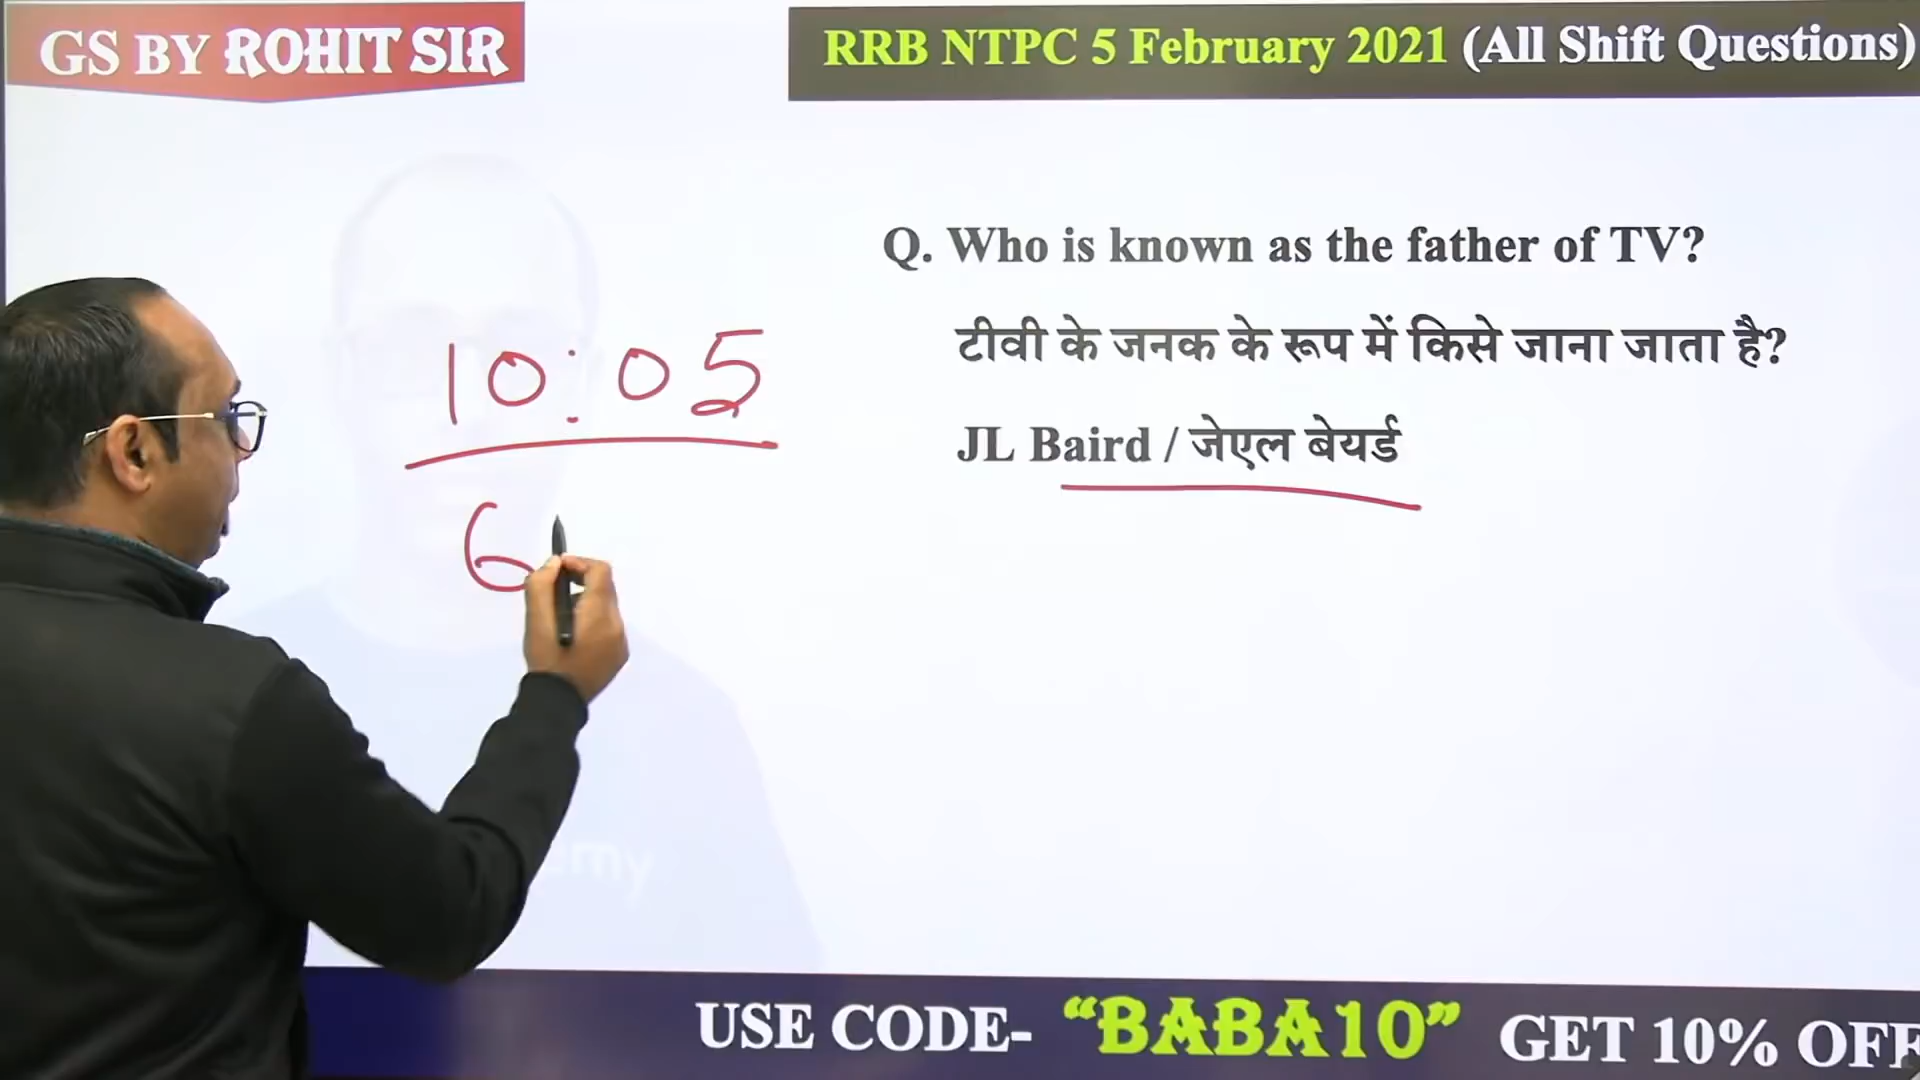 GS BY ROHIT SIR
RRB NTPC 5 February 2021 (All Shift Questions)
Q. Who is known as the father of TV?
टीवी के जनक के रूप में किसे जाना जाता है?
JL Baird / जेएल बेयर्ड
10:05
6
USE CODE- “BABA10” GET 10% OFF